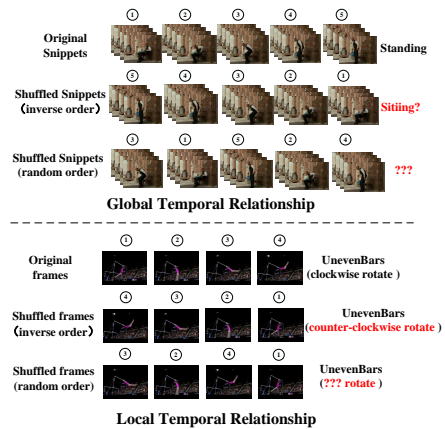 ① ② ③ ④ ⑤
Original
Snippets
Standing
⑤ ④ ③ ② ①
Shuffled Snippets
(inverse order)
Sitiing?
③ ① ⑤ ② ④
Shuffled Snippets
(random order)
???
Global Temporal Relationship
① ② ③ ④
Original
frames
UnevenBars
(clockwise rotate )
④ ③ ② ①
Shuffled frames
(inverse order)
UnevenBars
(counter-clockwise rotate )
③ ② ④ ①
Shuffled frames
(random order)
UnevenBars
(??? rotate )
Local Temporal Relationship